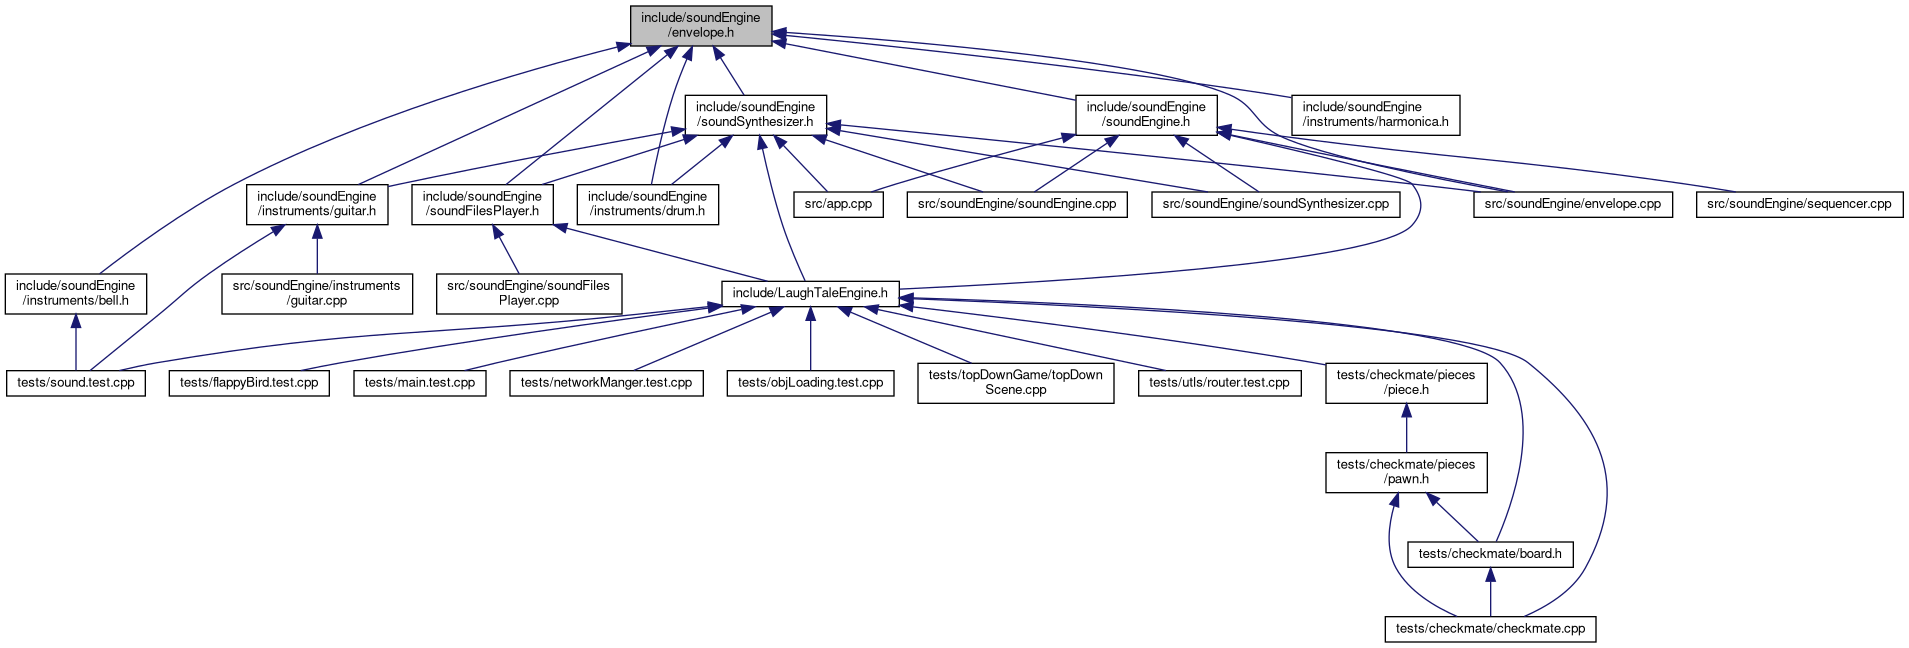 include/soundEngine
/envelope.h
include/soundEngine
/soundSynthesizer.h
include/soundEngine
/soundEngine.h
include/soundEngine
/instruments/harmonica.h
include/soundEngine
/instruments/guitar.h
include/soundEngine
/soundFilesPlayer.h
include/soundEngine
/instruments/drum.h
src/app.cpp
src/soundEngine/soundEngine.cpp
src/soundEngine/soundSynthesizer.cpp
src/soundEngine/envelope.cpp
src/soundEngine/sequencer.cpp
include/soundEngine
/instruments/bell.h
src/soundEngine/instruments
/guitar.cpp
src/soundEngine/soundFiles
Player.cpp
include/LaughTaleEngine.h
tests/sound.test.cpp
tests/flappyBird.test.cpp
tests/main.test.cpp
tests/networkManger.test.cpp
tests/objLoading.test.cpp
tests/topDownGame/topDown
Scene.cpp
tests/utls/router.test.cpp
tests/checkmate/pieces
/piece.h
tests/checkmate/pieces
/pawn.h
tests/checkmate/board.h
tests/checkmate/checkmate.cpp